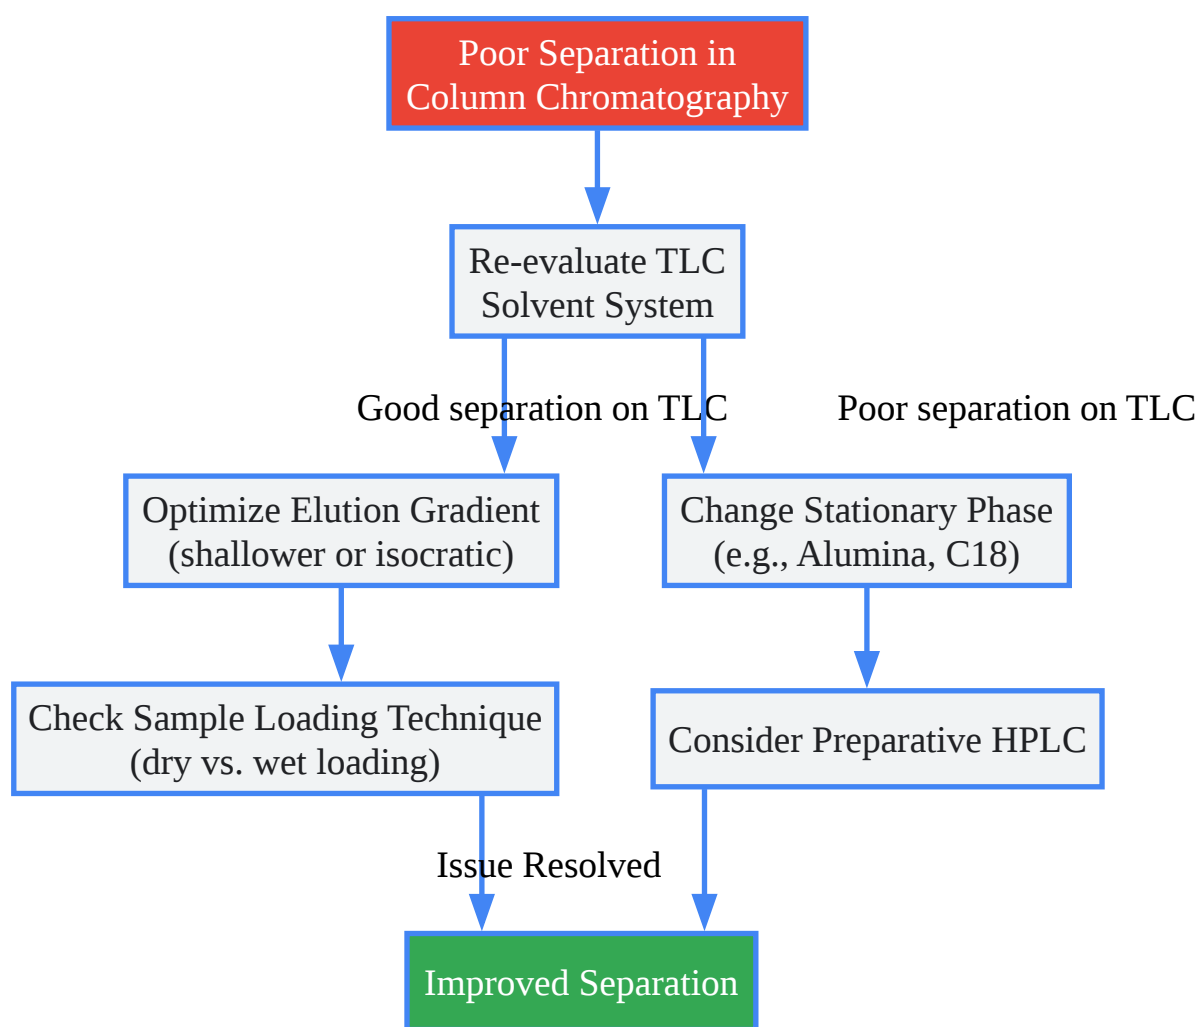 Poor Separation in
Column Chromatography
Re-evaluate TLC
Solvent System
Good separation on TLC
Poor separation on TLC
Optimize Elution Gradient
(shallower or isocratic)
Change Stationary Phase
(e.g., Alumina, C18)
Check Sample Loading Technique
(dry vs. wet loading)
Consider Preparative HPLC
Issue Resolved
Improved Separation